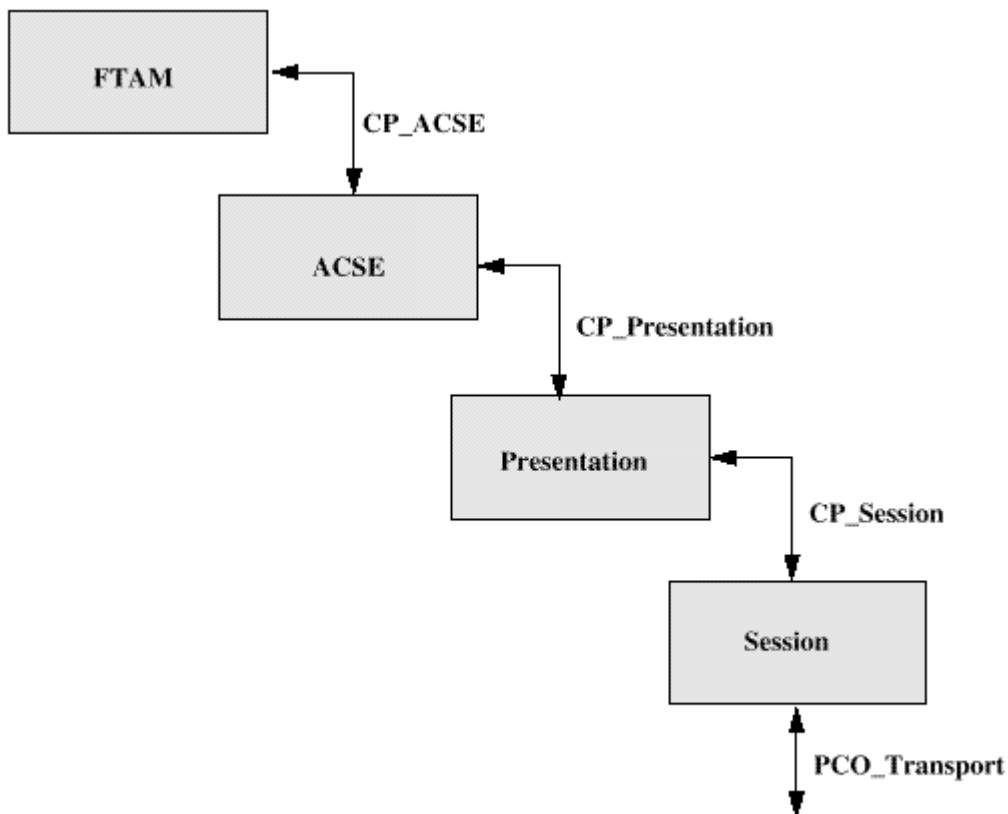 FTAM
CP_ACSE
ACSE
CP_Presentation
Presentation
CP_Session
Session
PCO_Transport